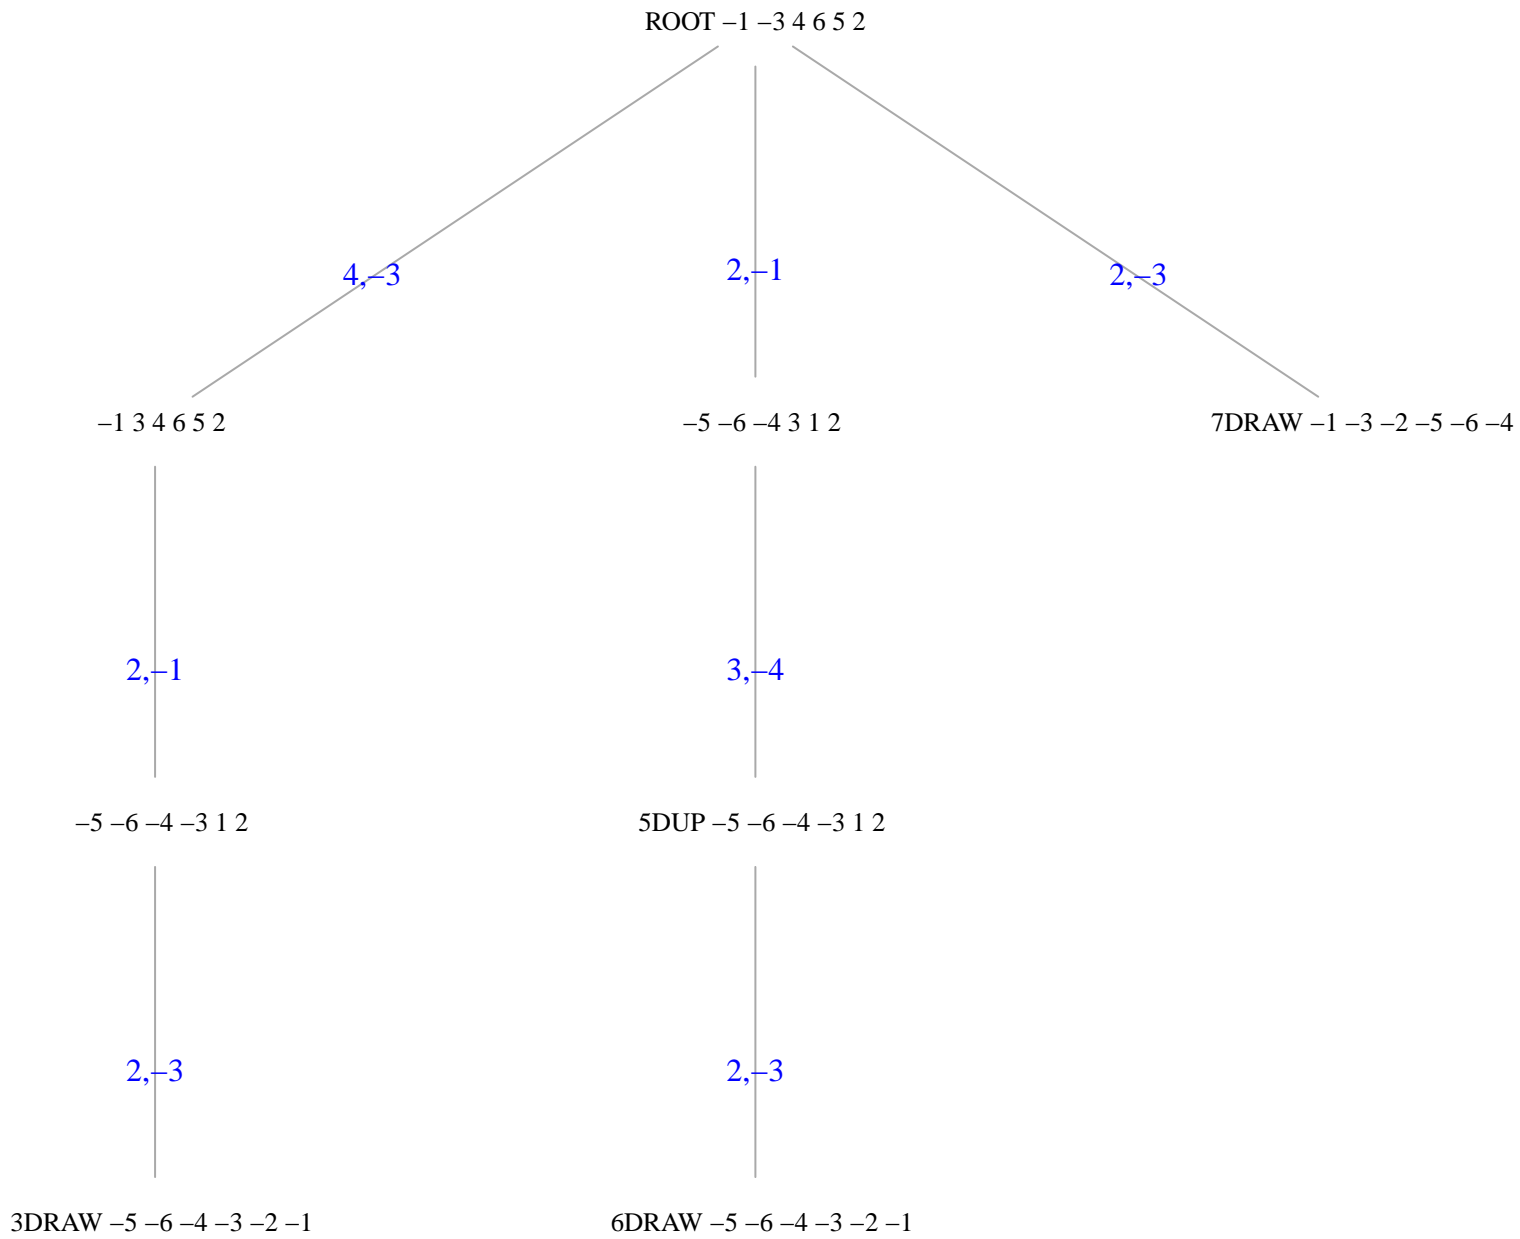 ROOT –1 –3 4 6 5 2
4,–3
2,–1
2,–3
–1 3 4 6 5 2
–5 –6 –4 3 1 2
7DRAW –1 –3 –2 –5 –6 –4
2,–1
3,–4
–5 –6 –4 –3 1 2
5DUP –5 –6 –4 –3 1 2
2,–3
2,–3
3DRAW –5 –6 –4 –3 –2 –1
6DRAW –5 –6 –4 –3 –2 –1